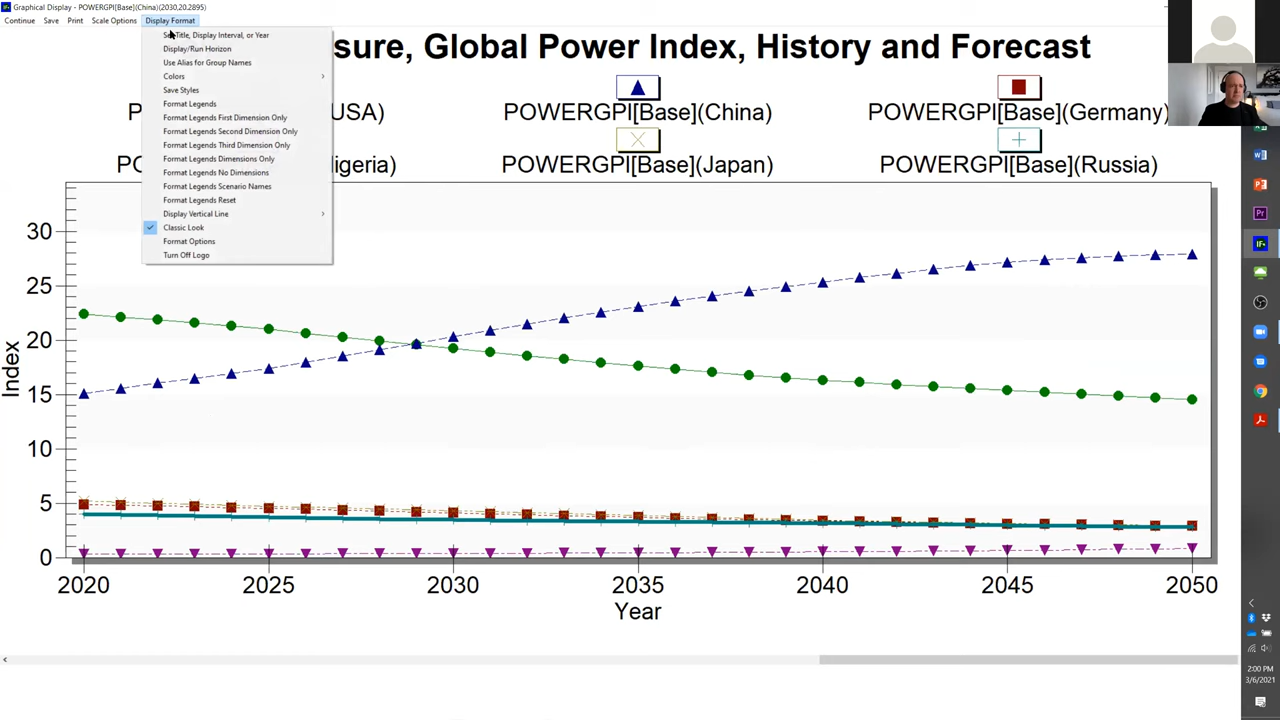 Graphical Display - POWERGPI[Base](China)(2030,20.2895)
Continue Save Print Scale Options Display Format
Title, Display Interval, or Year
Display/Run Horizon
Use Alias for Group Names
Colors
Save Styles
Format Legends
Format Legends First Dimension Only
Format Legends Second Dimension Only
Format Legends Third Dimension Only
Format Legends Dimensions Only
Format Legends No Dimensions
Format Legends Scenario Names
Format Legends Reset
Display Vertical Line
Classic Look
Format Options
Turn Off Logo
sure, Global Power Index, History and Forecast
USA) POWERGPI[Base](China) POWERGPI[Base](Germany)
PO igeria) POWERGPI[Base](Japan) POWERGPI[Base](Russia)
30
25
20
15
10
5
0
Index
2020 2025 2030 2035 2040 2045 2050
Year
Pr
IF
2:00 PM
3/6/2021